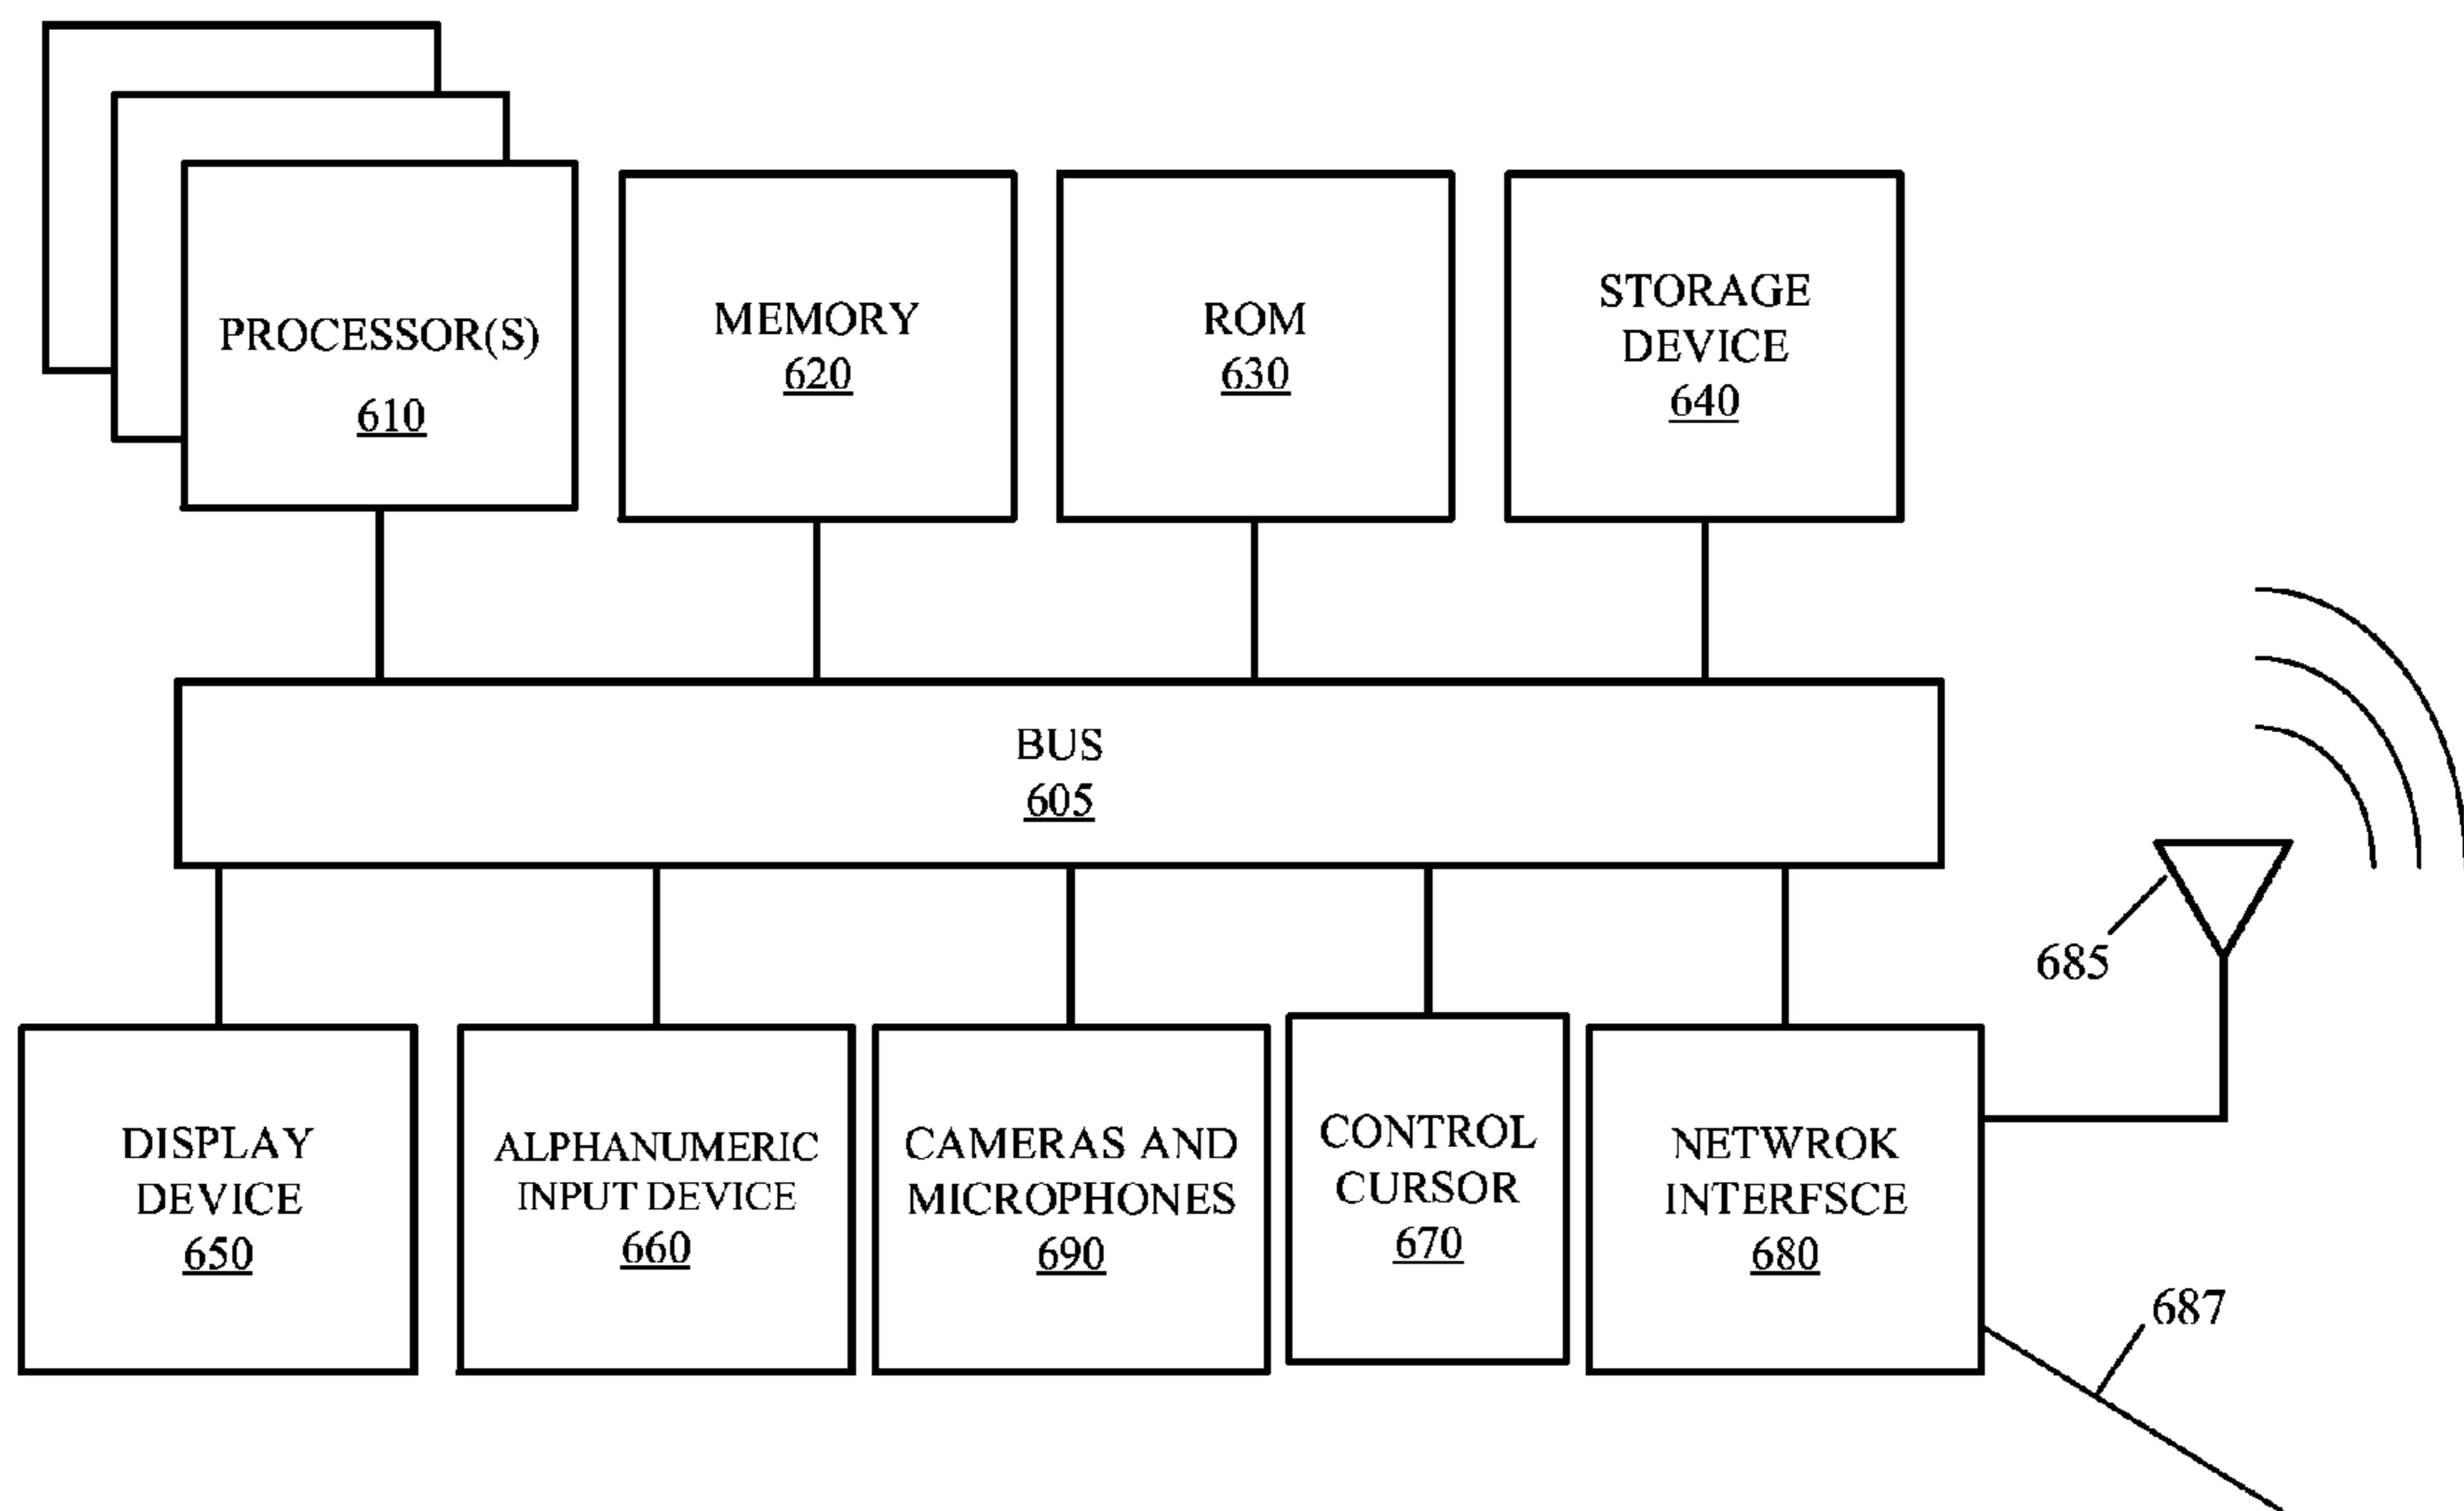 PROCESSOR(S)
610
MEMORY
620
ROM
630
STORAGE
DEVICE
640
BUS
605
685
DISPLAY
DEVICE
650
ALPHANUMERIC
INPUT DEVICE
660
CAMERAS AND
MICROPHONES
690
CONTROL
CURSOR
670
NETWROK
INTERFSCE
680
687